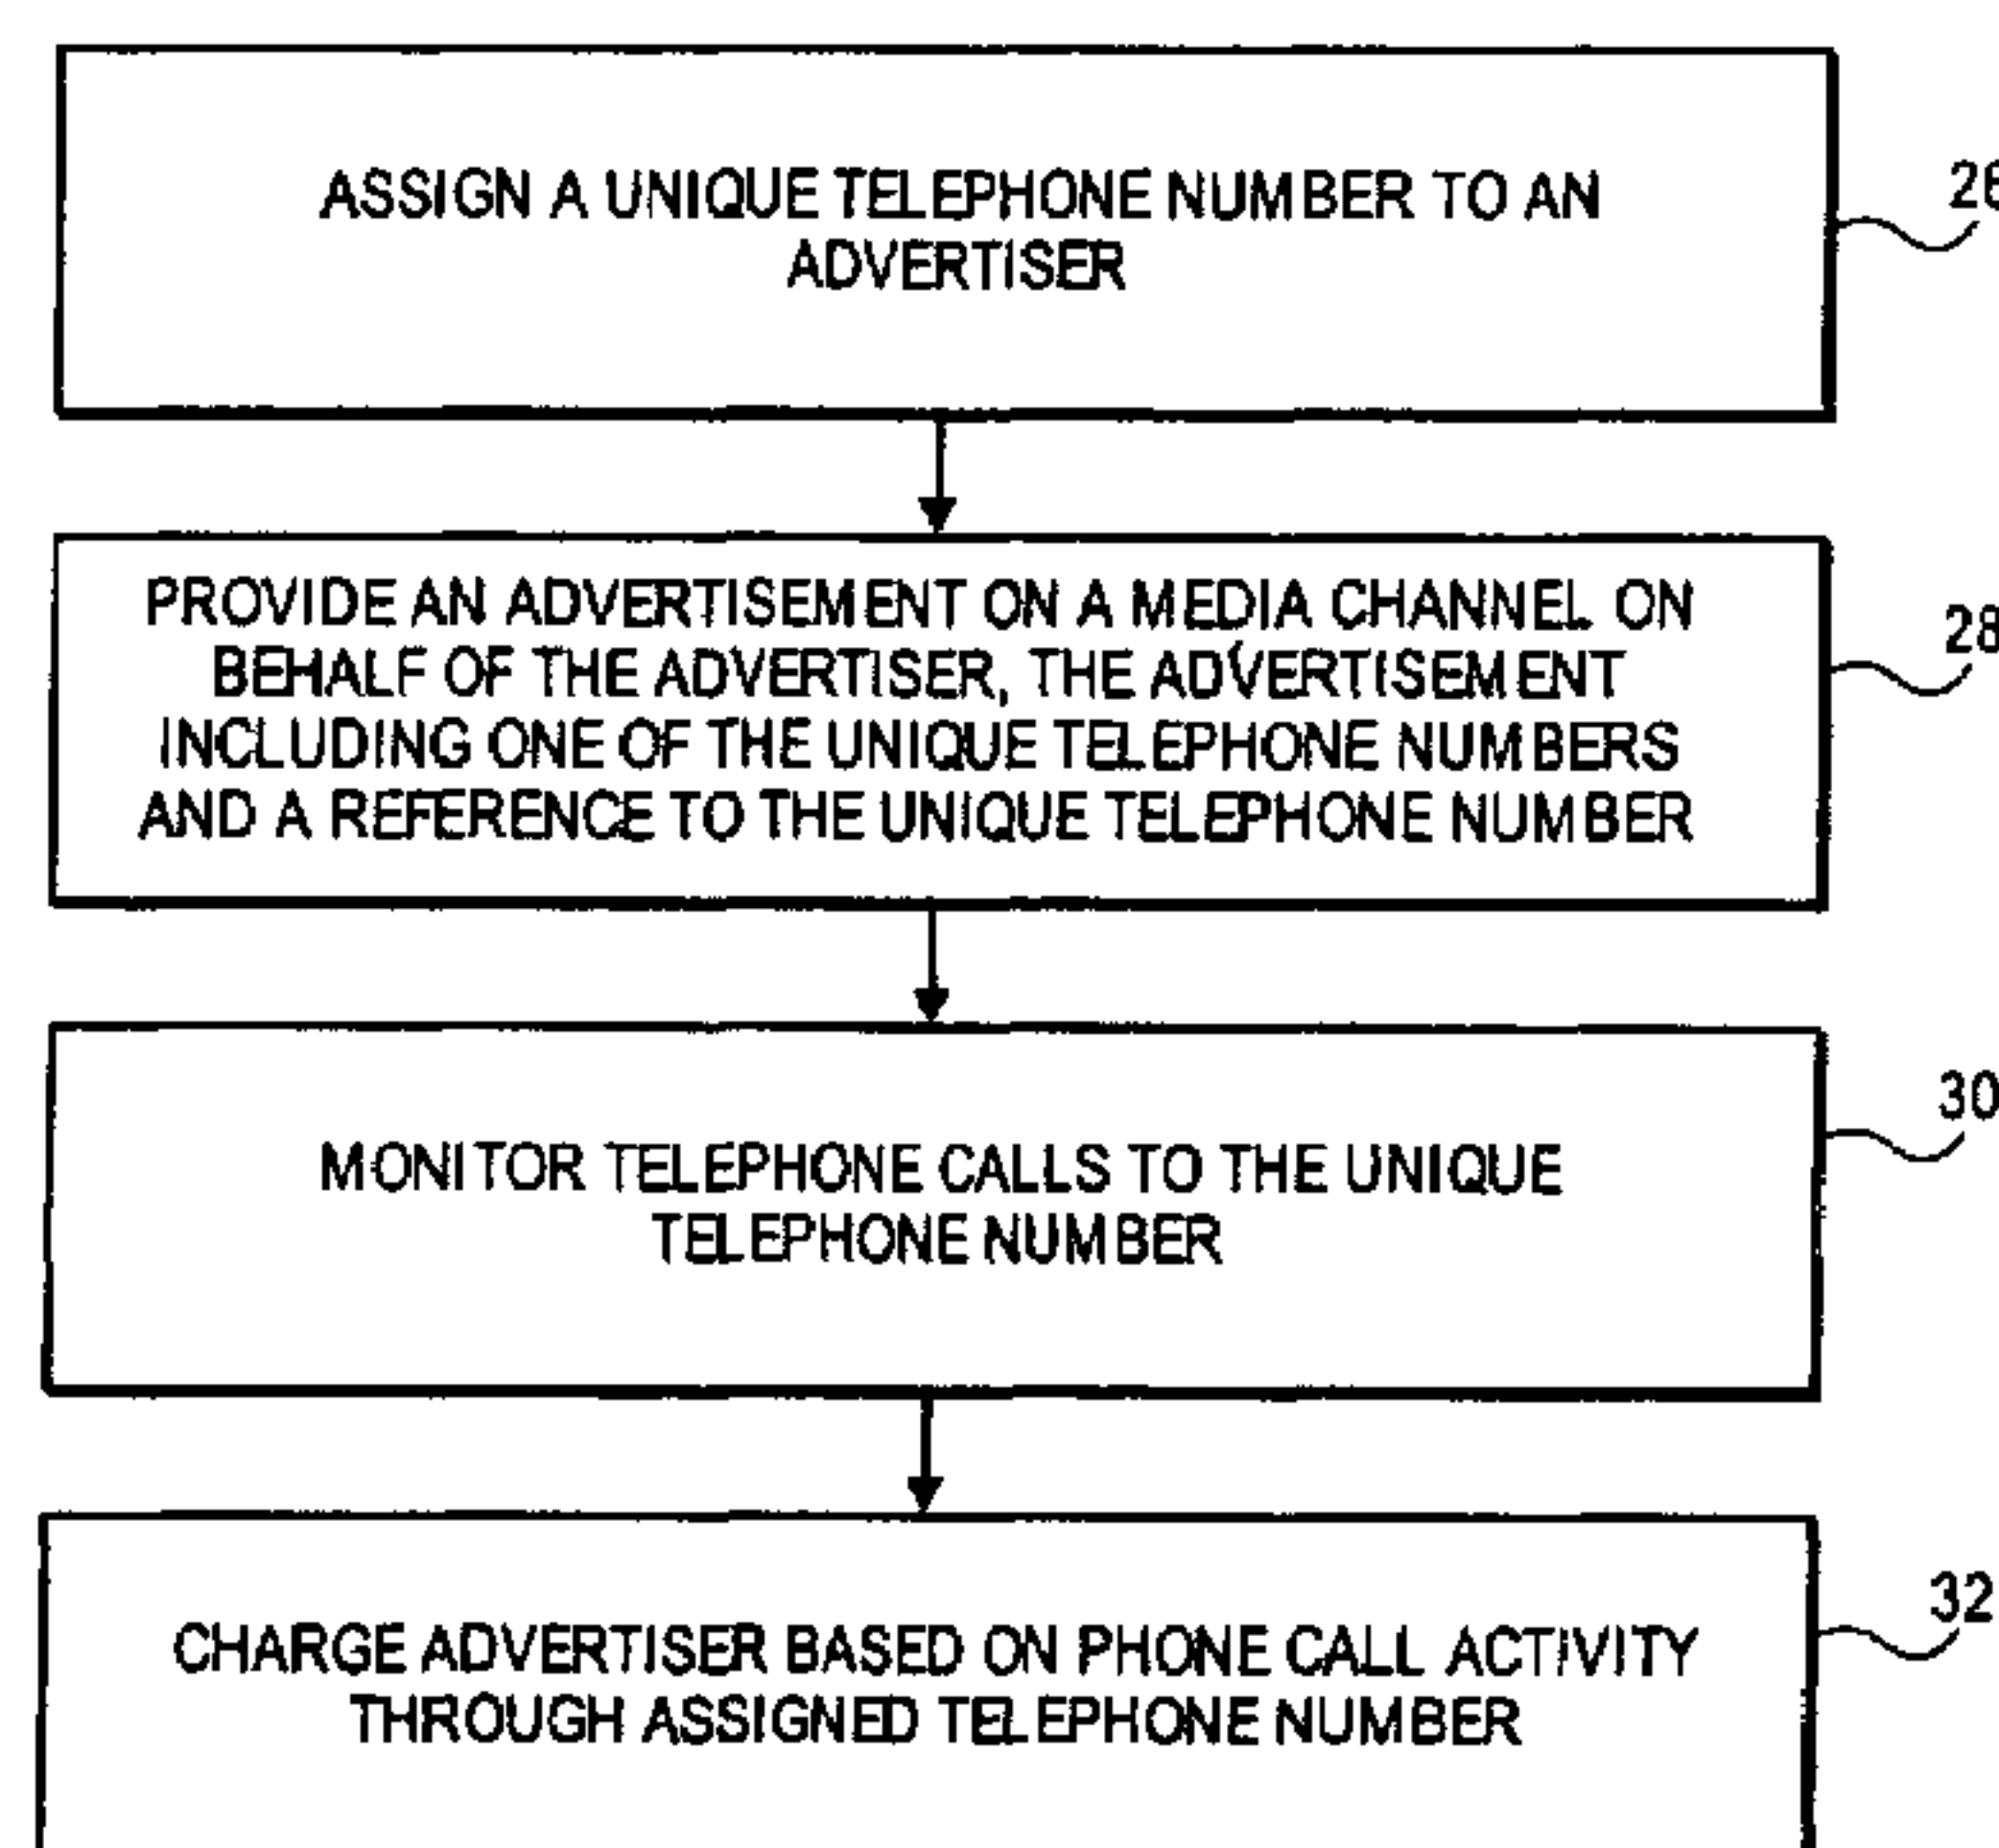 ASSIGN A UNIQUE TELEPHONE NUMBER TO AN
ADVERTISER
26
PROVIDE AN ADVERTISEMENT ON A MEDIA CHANNEL ON
BEHALF OF THE ADVERTISER, THE ADVERTISEMENT
INCLUDING ONE OF THE UNIQUE TELEPHONE NUMBERS
AND A REFERENCE TO THE UNIQUE TELEPHONE NUMBER
28
MONITOR TELEPHONE CALLS TO THE UNIQUE
TELEPHONE NUMBER
30
CHARGE ADVERTISER BASED ON PHONE CALL ACTIVITY
THROUGH ASSIGNED TELEPHONE NUMBER
32